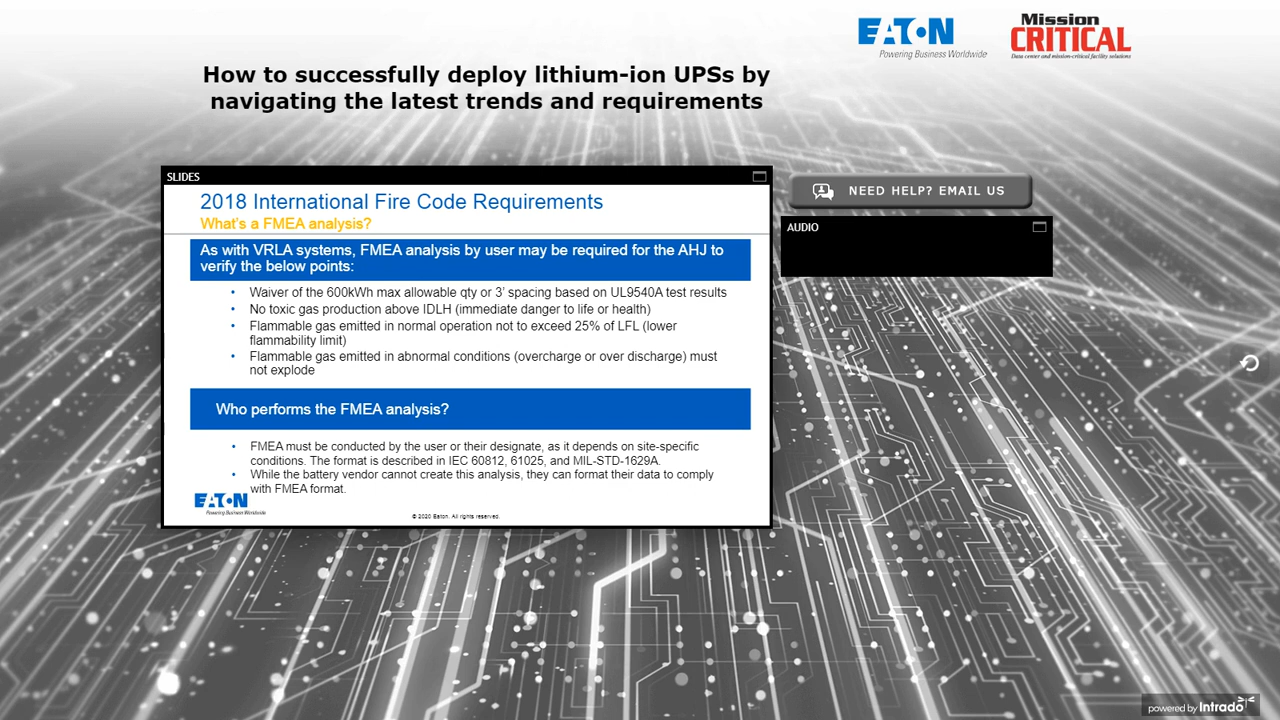 EATON
Powering Business Worldwide
Mission
CRITICAL
Data center and mission-critical facility solutions
How to successfully deploy lithium-ion UPSs by
navigating the latest trends and requirements
SLIDES
2018 International Fire Code Requirements
What's a FMEA analysis?
As with VRLA systems, FMEA analysis by user may be required for the AHJ to
verify the below points:
• Waiver of the 600kWh max allowable qty or 3' spacing based on UL9540A test results
• No toxic gas production above IDLH (immediate danger to life or health)
• Flammable gas emitted in normal operation not to exceed 25% of LFL (lower
flammability limit)
• Flammable gas emitted in abnormal conditions (overcharge or over discharge) must
not explode
Who performs the FMEA analysis?
• FMEA must be conducted by the user or their designate, as it depends on site-specific
conditions. The format is described in IEC 60812, 61025, and MIL-STD-1629A.
• While the battery vendor cannot create this analysis, they can format their data to comply
with FMEA format.
EATON
Powering Business Worldwide
© 2020 Eaton. All rights reserved.
NEED HELP? EMAIL US
AUDIO
powered by Intrado